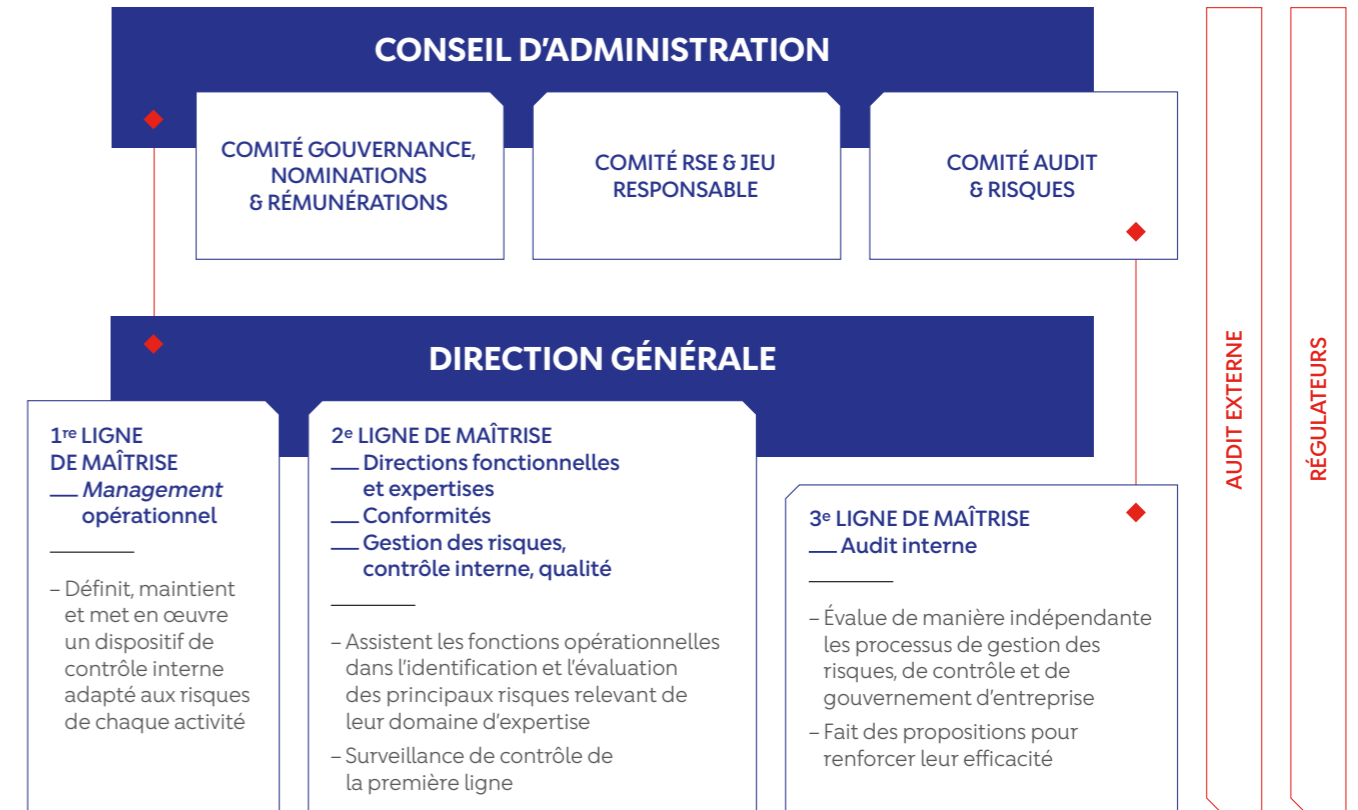 CONSEIL D'ADMINISTRATION
COMITÉ GOUVERNANCE,
NOMINATIONS
& RÉMUNÉRATIONS
COMITÉ RSE & JEU
RESPONSABLE
COMITÉ AUDIT
& RISQUES
DIRECTION GÉNÉRALE
1re LIGNE
DE MAÎTRISE
Management
opérationnel
– Définit, maintient
et met en œuvre
un dispositif de
contrôle interne
adapté aux risques
de chaque activité
2e LIGNE DE MAÎTRISE
Directions fonctionnelles
et expertises
Conformités
Gestion des risques,
contrôle interne, qualité
– Assistent les fonctions opérationnelles
dans l'identification et l'évaluation
des principaux risques relevant de
leur domaine d'expertise
– Surveillance de contrôle de
la première ligne
3e LIGNE DE MAÎTRISE
Audit interne
– Évalue de manière indépendante
les processus de gestion des
risques, de contrôle et de
gouvernement d'entreprise
– Fait des propositions pour
renforcer leur efficacité
AUDIT EXTERNE
RÉGULATEURS